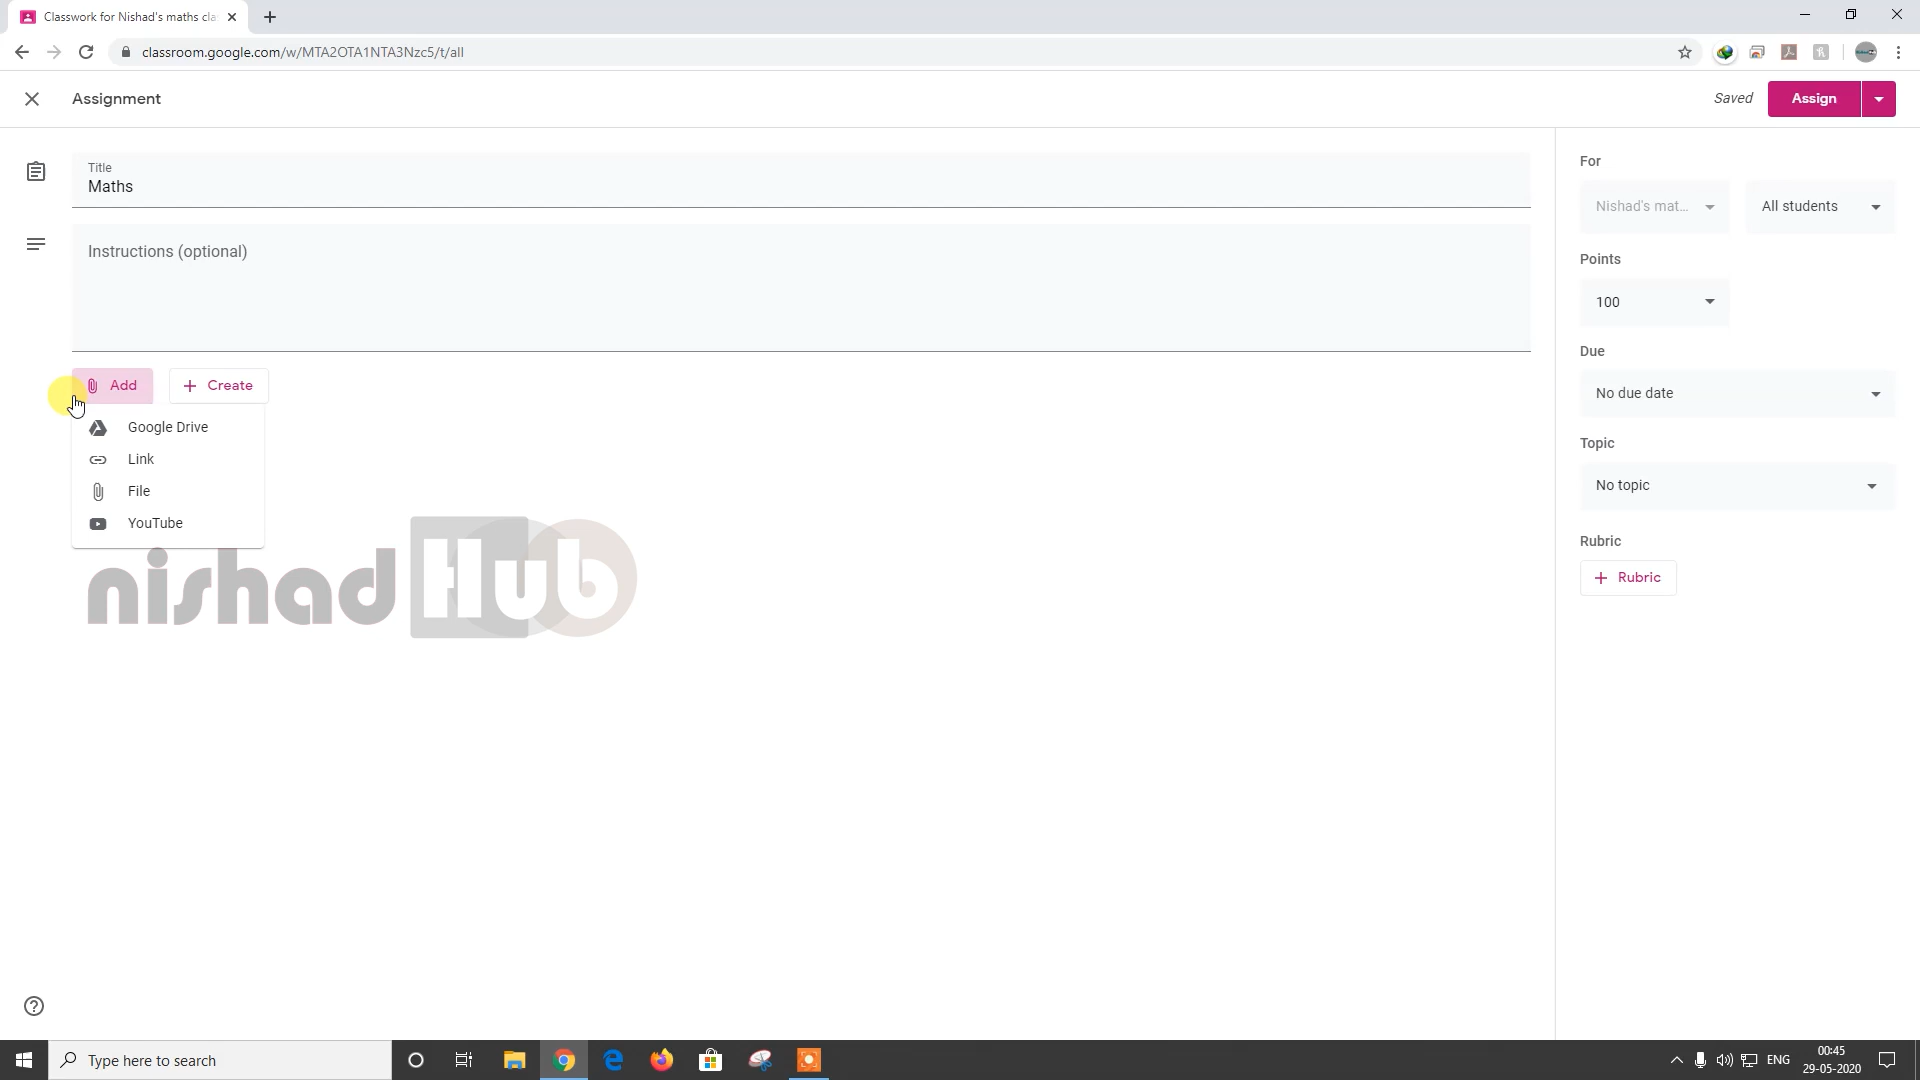 Classwork for Nishad's maths cla
classroom.google.com/w/MTA2OTA1NTA3Nzc5/t/all
Assignment
Saved
Assign
Title
Maths
Instructions (optional)
Add
Create
Google Drive
Link
File
YouTube
nishad Hub
For
Nishad's mat...
All students
Points
100
Due
No due date
Topic
No topic
Rubric
Rubric
Type here to search
ENG
00:45
29-05-2020